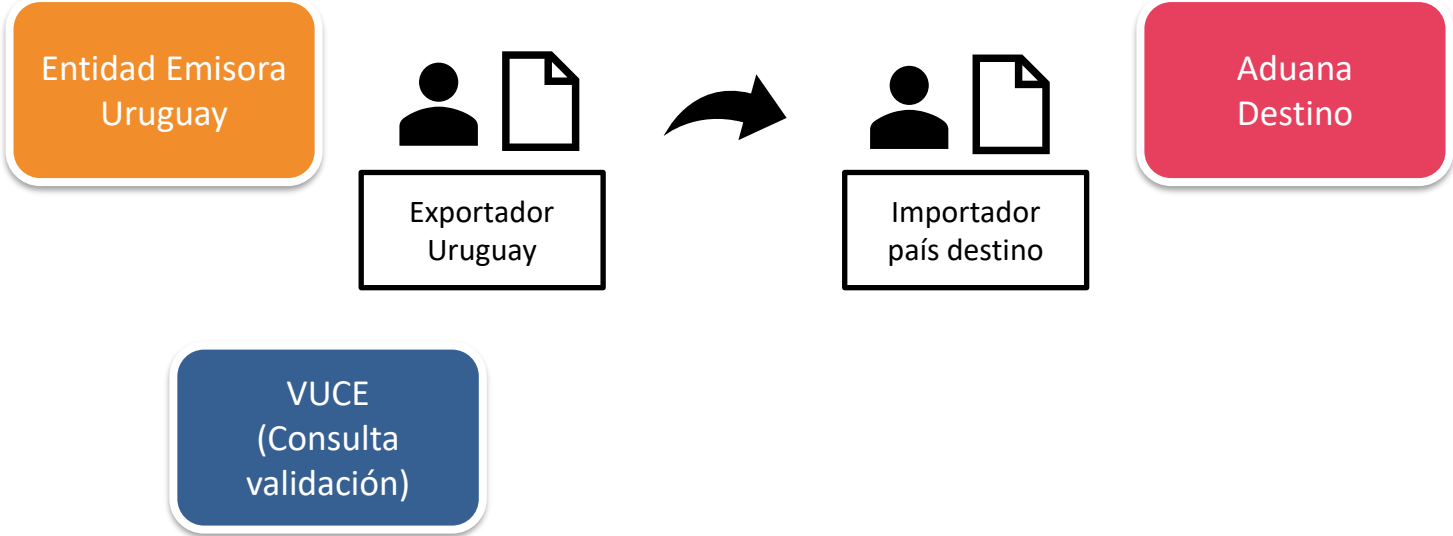 Entidad Emisora
Uruguay
Exportador
Uruguay
Importador
país destino
Aduana
Destino
VUCE
(Consulta
validación)